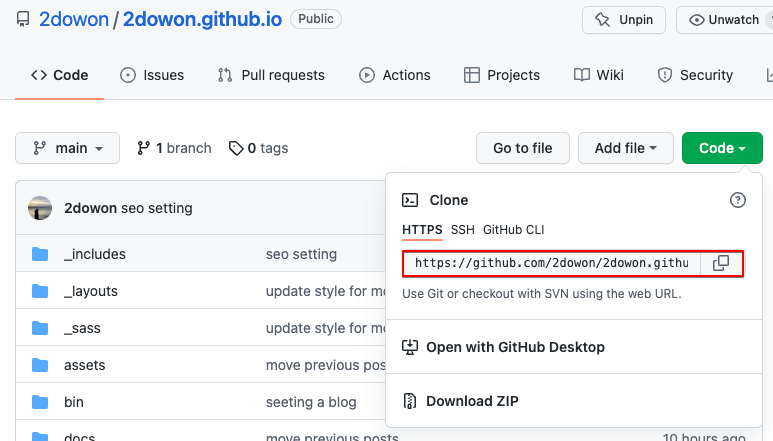 2dowon / 2dowon.github.io Public Unpin Unwatch
Code Issues Pull requests Actions Projects Wiki Security
main 1 branch 0 tags Go to file Add file Code
2dowon seo setting
_includes seo setting
_layouts update style for mo
_sass update style for mo
assets move previous posts
bin seeting a blog
docs move previous posts 10 hours ago
Clone
HTTPS SSH GitHub CLI
https://github.com/2dowon/2dowon.githu
Use Git or checkout with SVN using the web URL.
Open with GitHub Desktop
Download ZIP